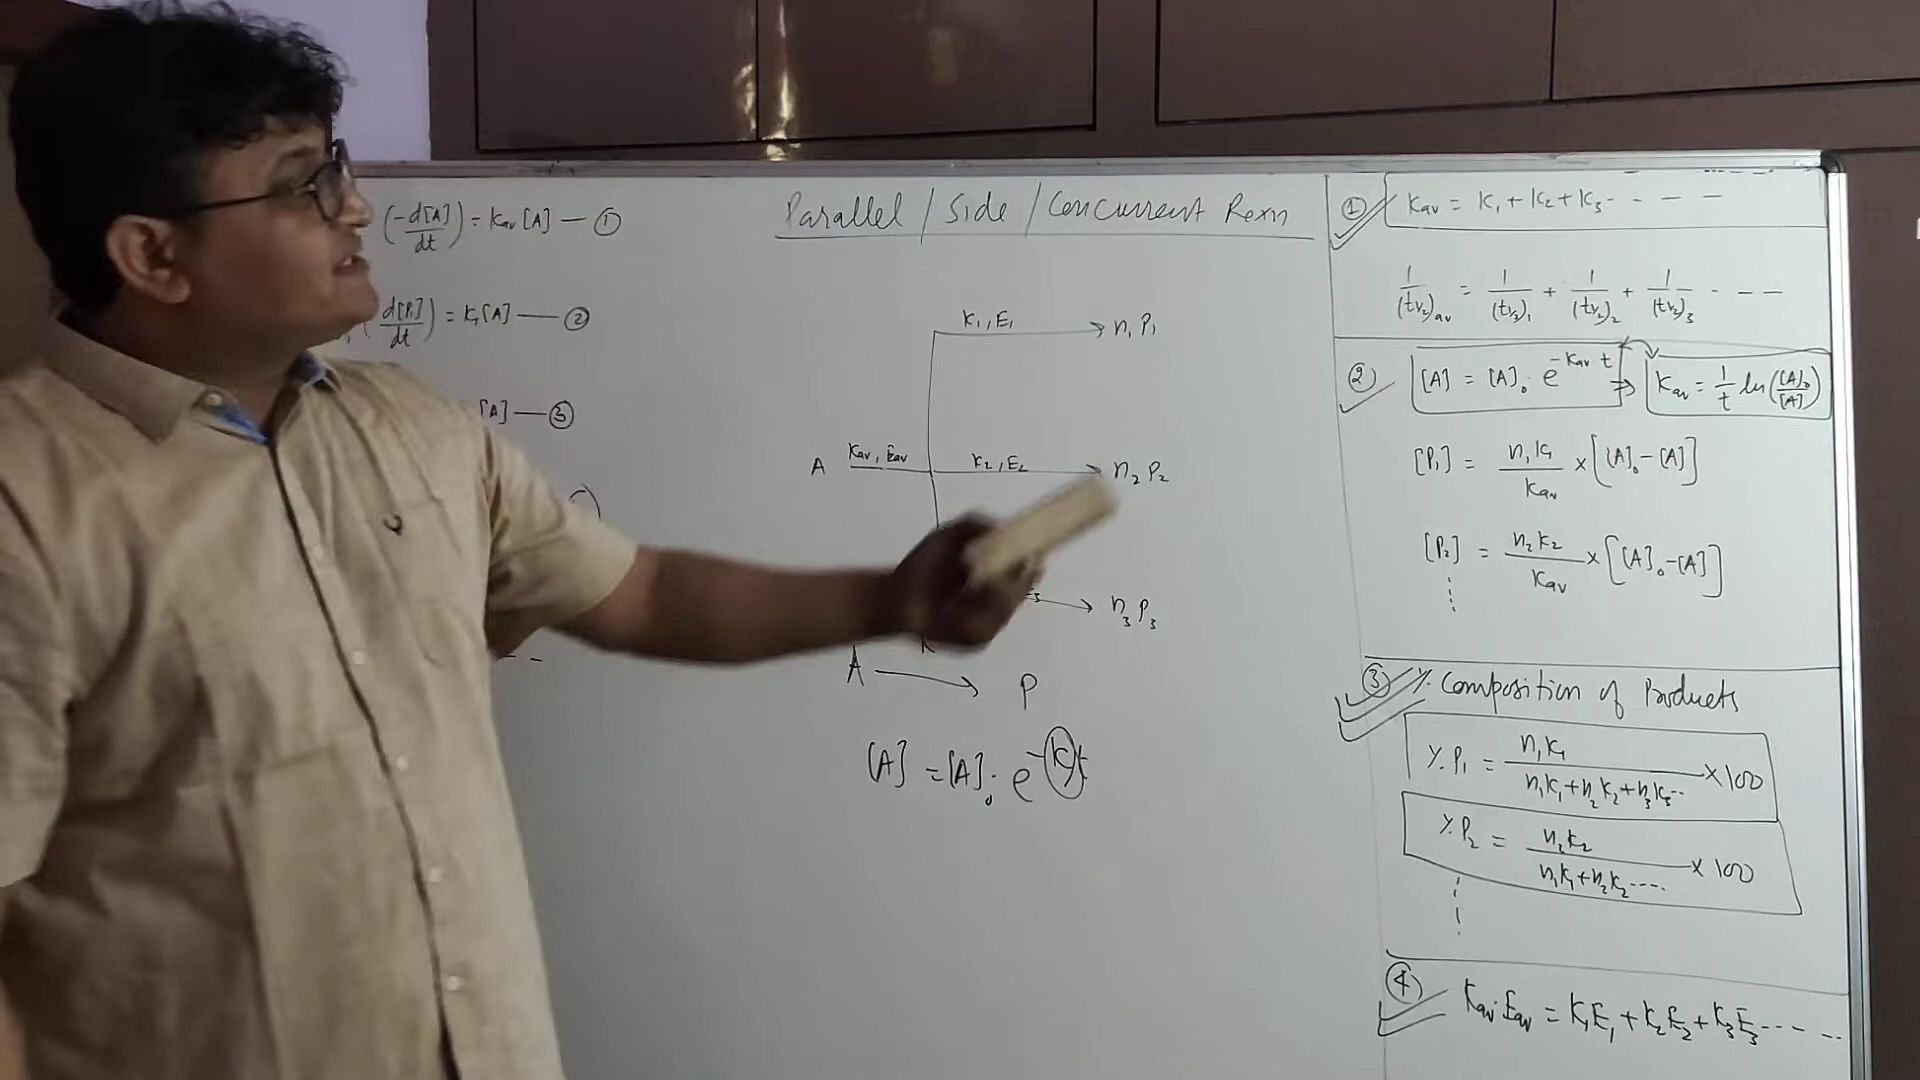 (-d[A]/dt) = Kav [A] — ①
d[P₁]/dt) = K₁[A] — ②
[A] — ③
Parallel / Side / Concurrent Rexn
K₁, E₁
n₁ P₁
A
Kav, Eav
K₂, E₂
n₂ P₂
n₃ P₃
A → P
[A] = [A]₀ · e^-Kt
① Kav = K₁ + K₂ + K₃ - - - -
1/(t½)av = 1/(t½)₁ + 1/(t½)₂ + 1/(t½)₃ - - - -
② [A] = [A]₀ · e^-Kav t ⇒ Kav = 1/t ln([A]₀/[A])
[P₁] = n₁K₁/Kav × [[A]₀-[A]]
[P₂] = n₂K₂/Kav × [[A]₀-[A]]
③ % Composition of Products
% P₁ = n₁K₁/n₁K₁+n₂K₂+n₃K₃-- × 100
% P₂ = n₂K₂/n₁K₁+n₂K₂---- × 100
④ Kav·Eav = K₁E₁ + K₂E₂ + K₃E₃ - - - - -